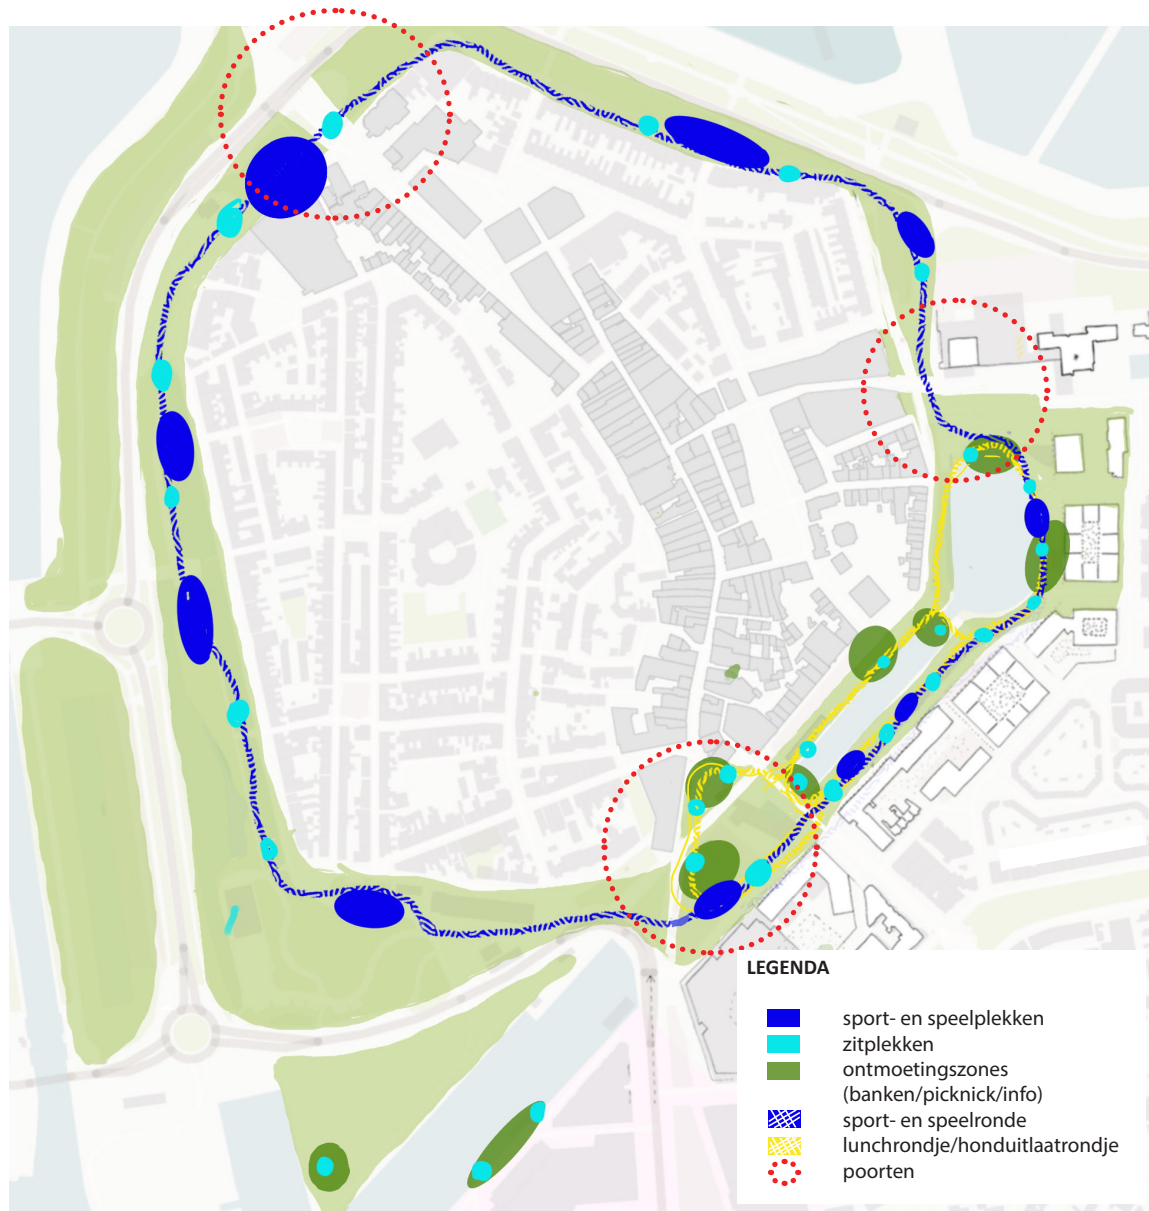 LEGENDA
sport- en speelplekken
zitplekken
ontmoetingszones
(banken/picknick/info)
sport- en speelronde
lunchrondje/honduitlaatrondje
poorten